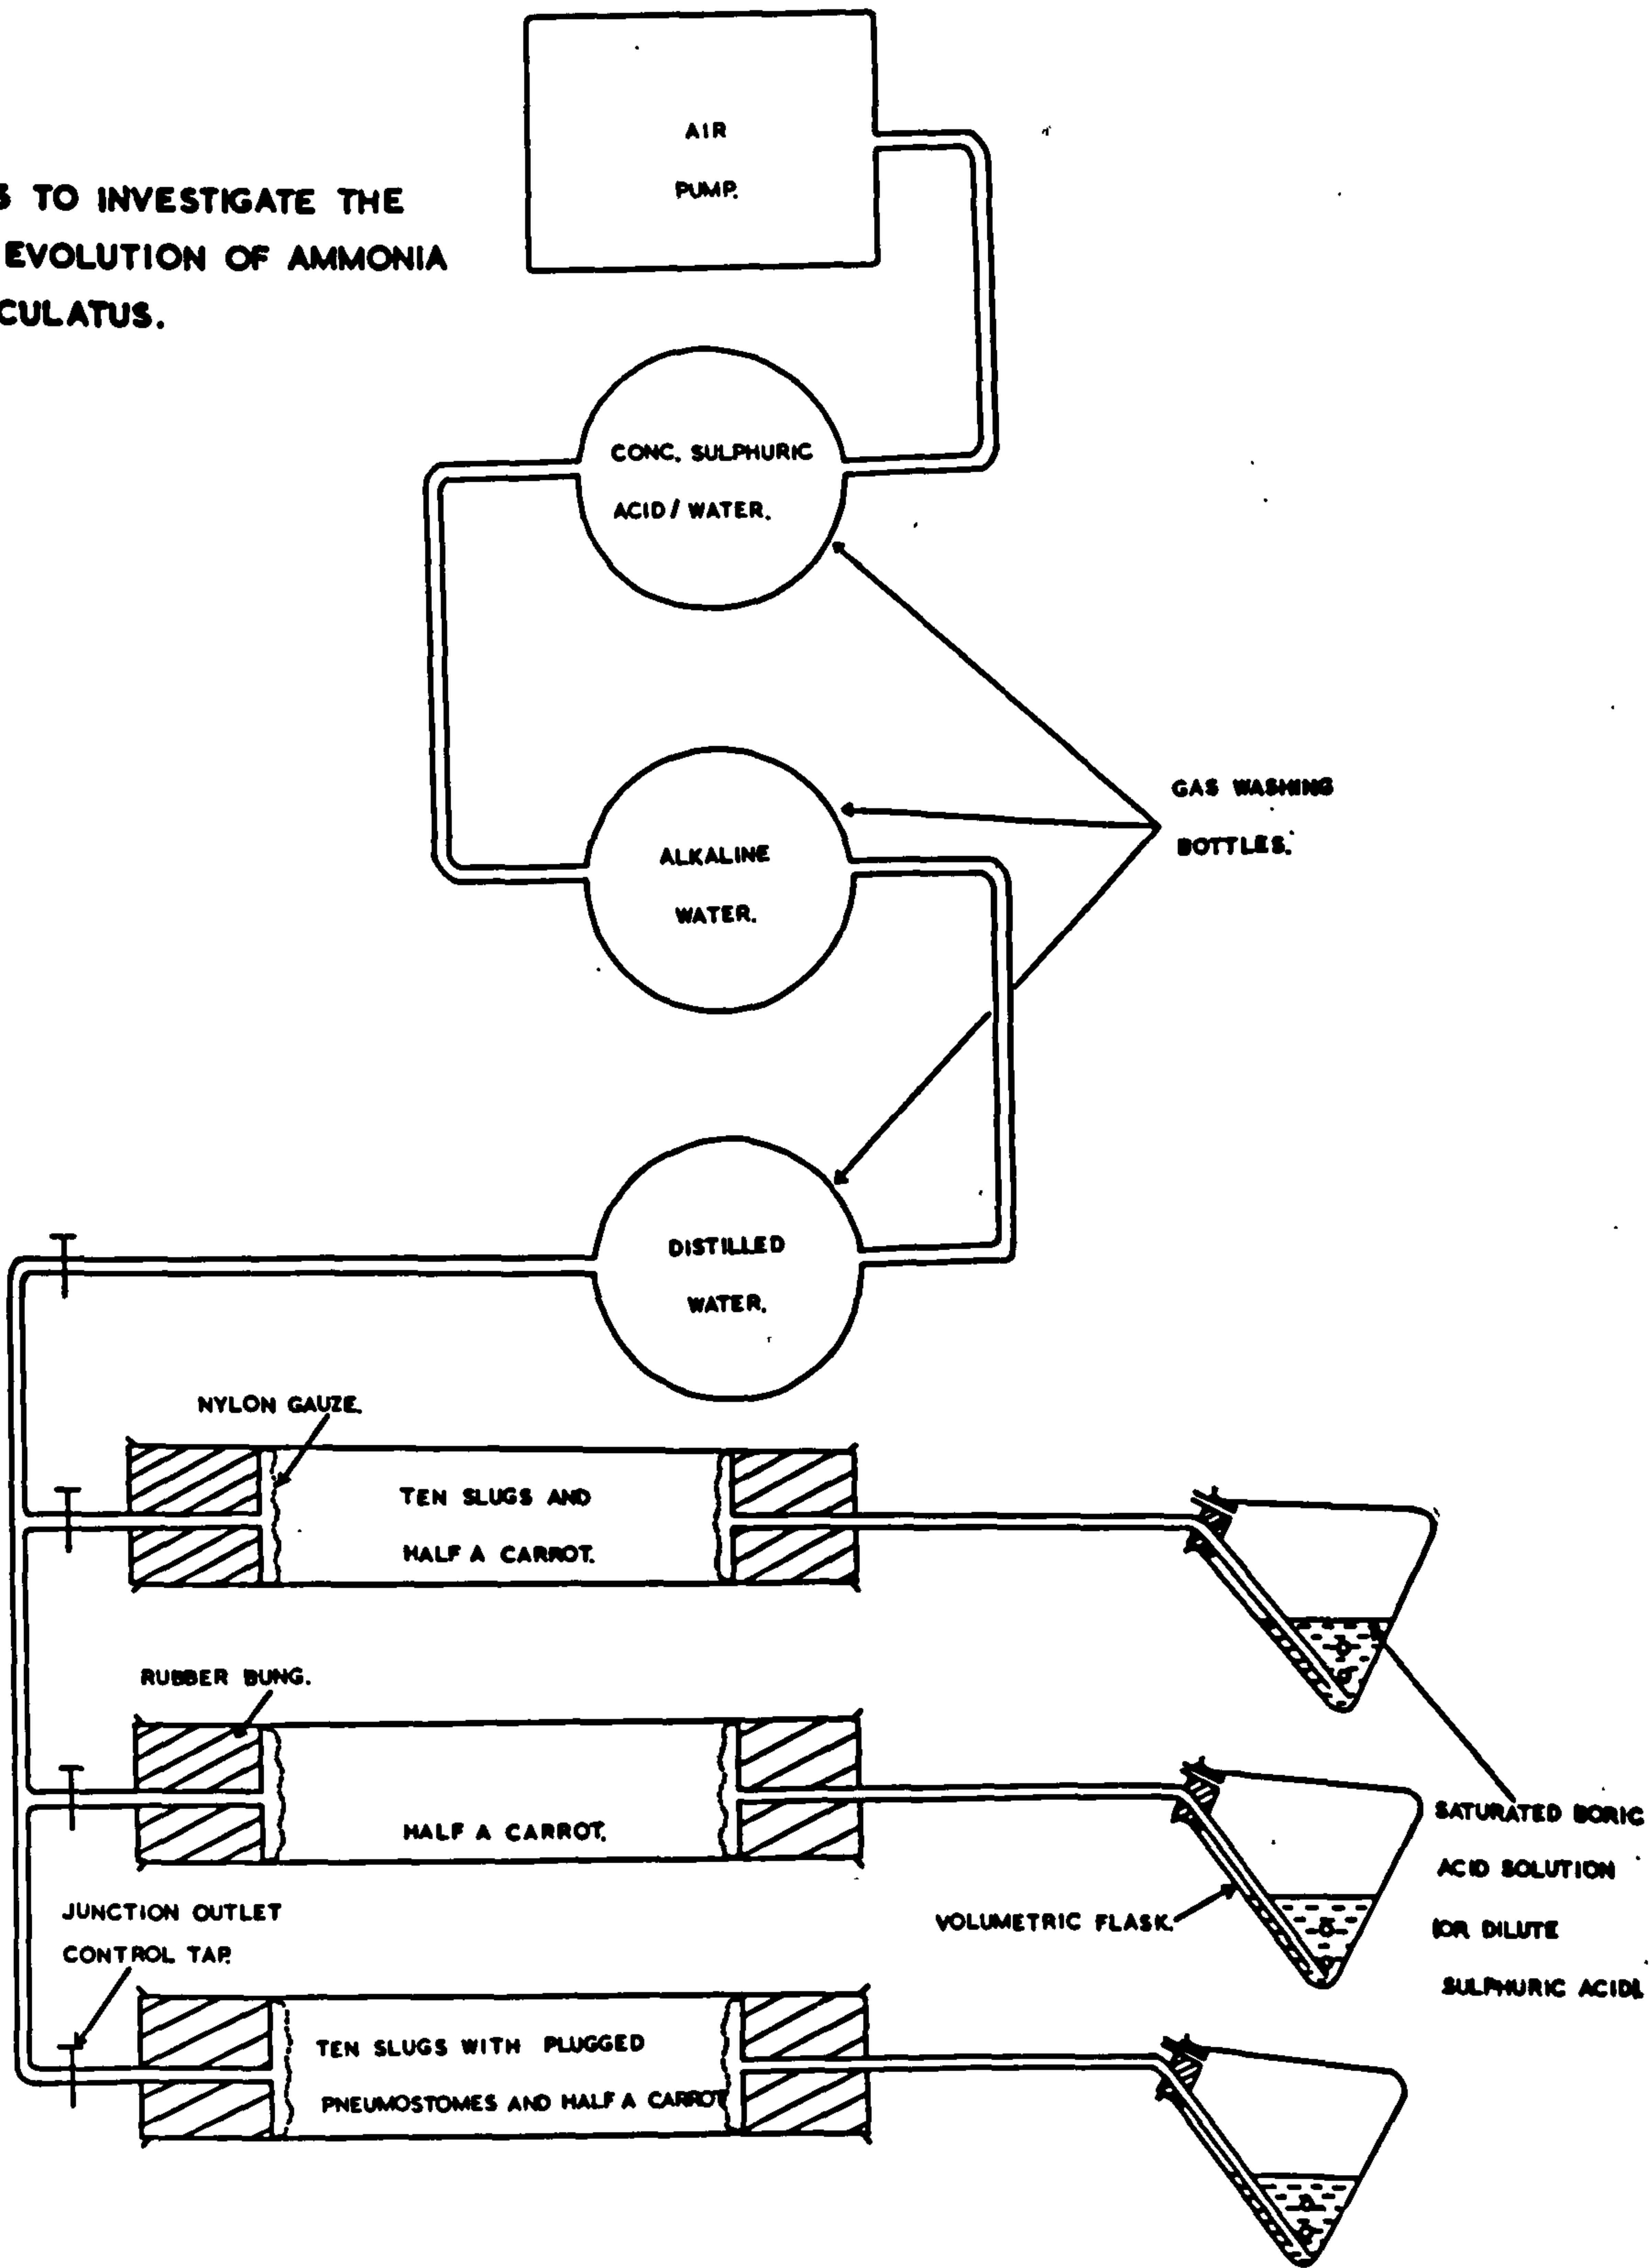 TO INVESTIGATE THE
EVOLUTION OF AMMONIA
CULATUS.
AIR
PUMP.
CONC. SULPHURIC
ACID/ WATER.
GAS WASHING
BOTTLES.
ALKALINE
WATER.
DISTILLED
WATER.
NYLON GAUZE.
TEN SLUGS AND
HALF A CARROT.
RUBBER BUNG.
HALF A CARROT.
SATURATED BORIC
ACID SOLUTION
(OR DILUTE
SULPHURIC ACID).
VOLUMETRIC FLASK.
JUNCTION OUTLET
CONTROL TAP.
TEN SLUGS WITH PLUGGED
PNEUMOSTOMES AND HALF A CARROT